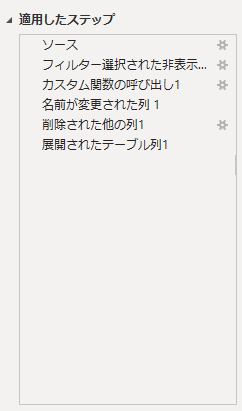 適用したステップ
ソース
フィルター選択された非表示...
カスタム関数の呼び出し1
名前が変更された列 1
削除された他の列1
展開されたテーブル列1